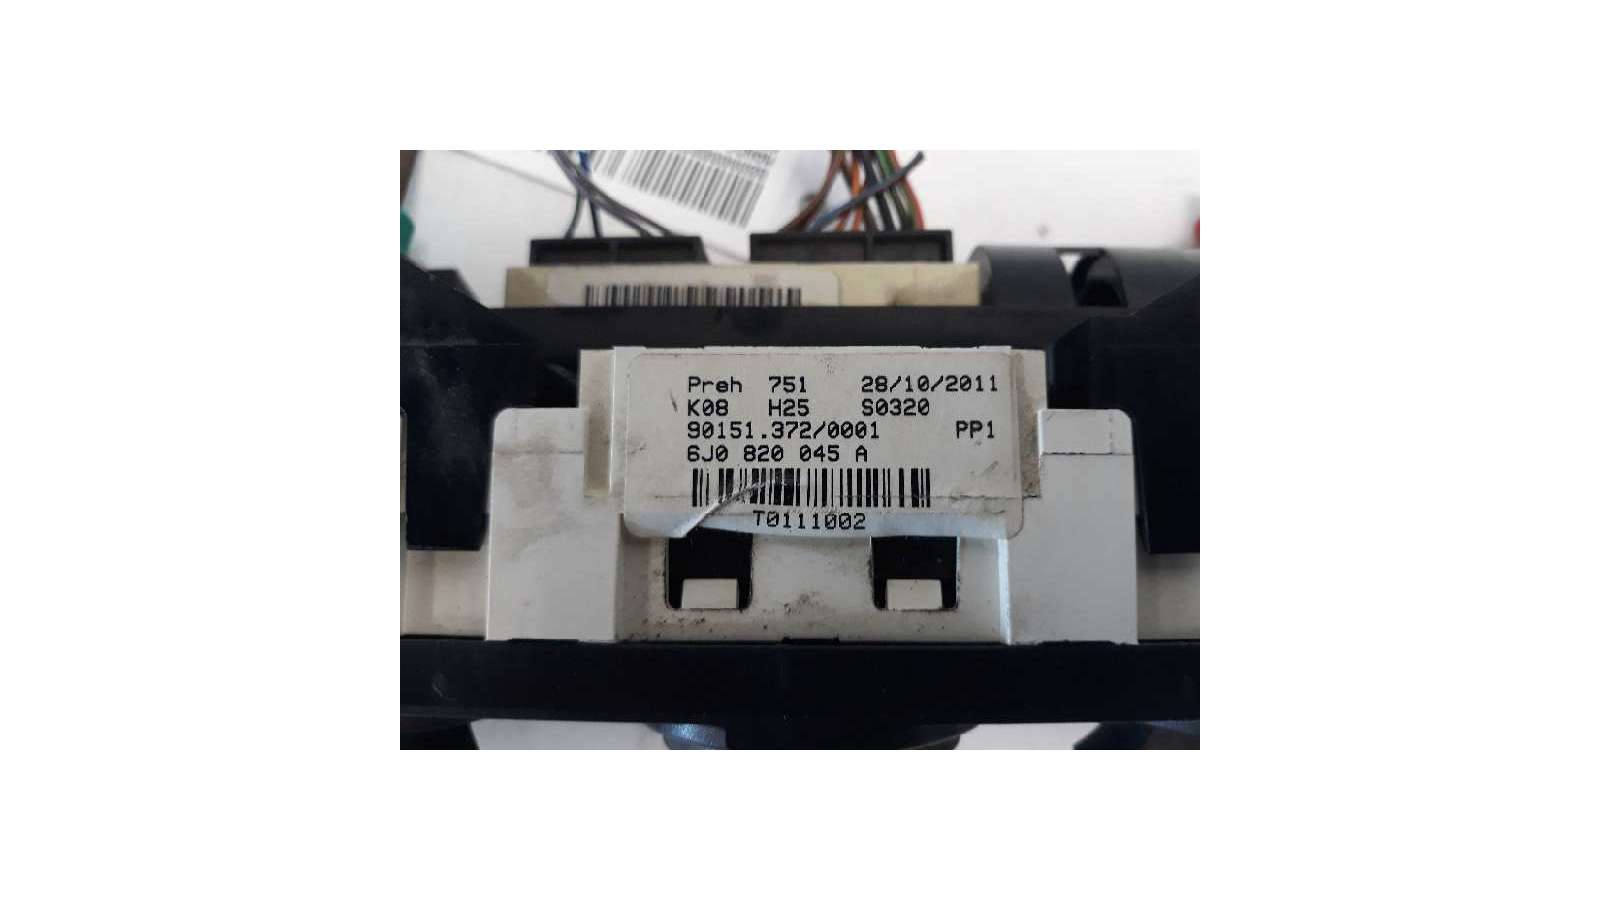 Preh 751 28/10/2011
K08 H25 S0320
90151.372/0001 PP1
6J0 820 045 A
T0111002